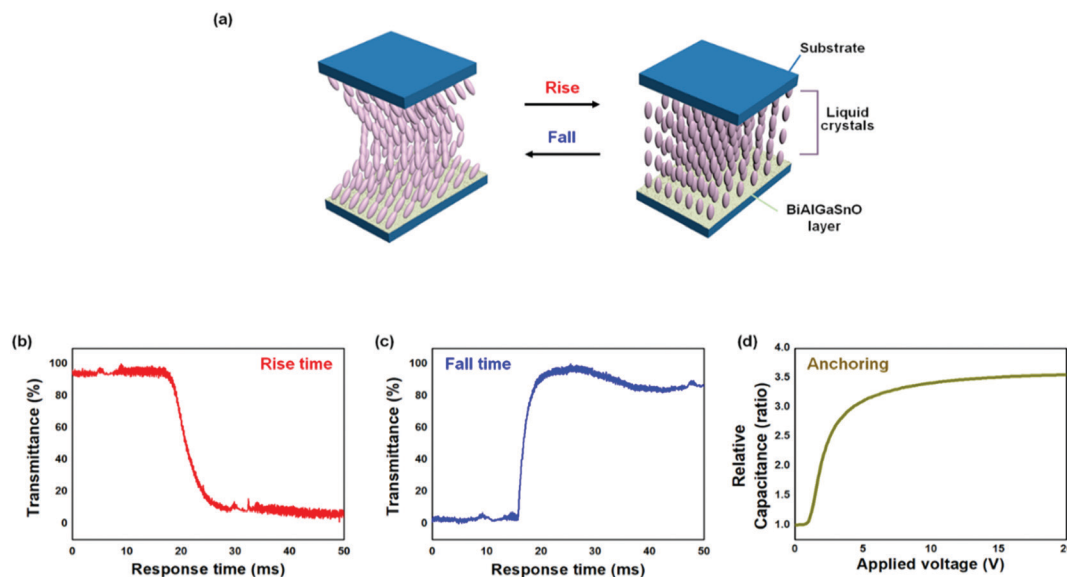 (a)
Substrate
Rise
Liquid
crystals
Fall
BiAlGaSnO
layer
(b)
Rise time
Transmittance (%)
100
80
60
40
20
0
0 10 20 30 40 50
Response time (ms)
(c)
Fall time
Transmittance (%)
100
80
60
40
20
0
0 10 20 30 40 50
Response time (ms)
(d)
Anchoring
Relative
Capacitance (ratio)
4.0
3.5
3.0
2.5
2.0
1.5
1.0
0 5 10 15 20
Applied voltage (V)